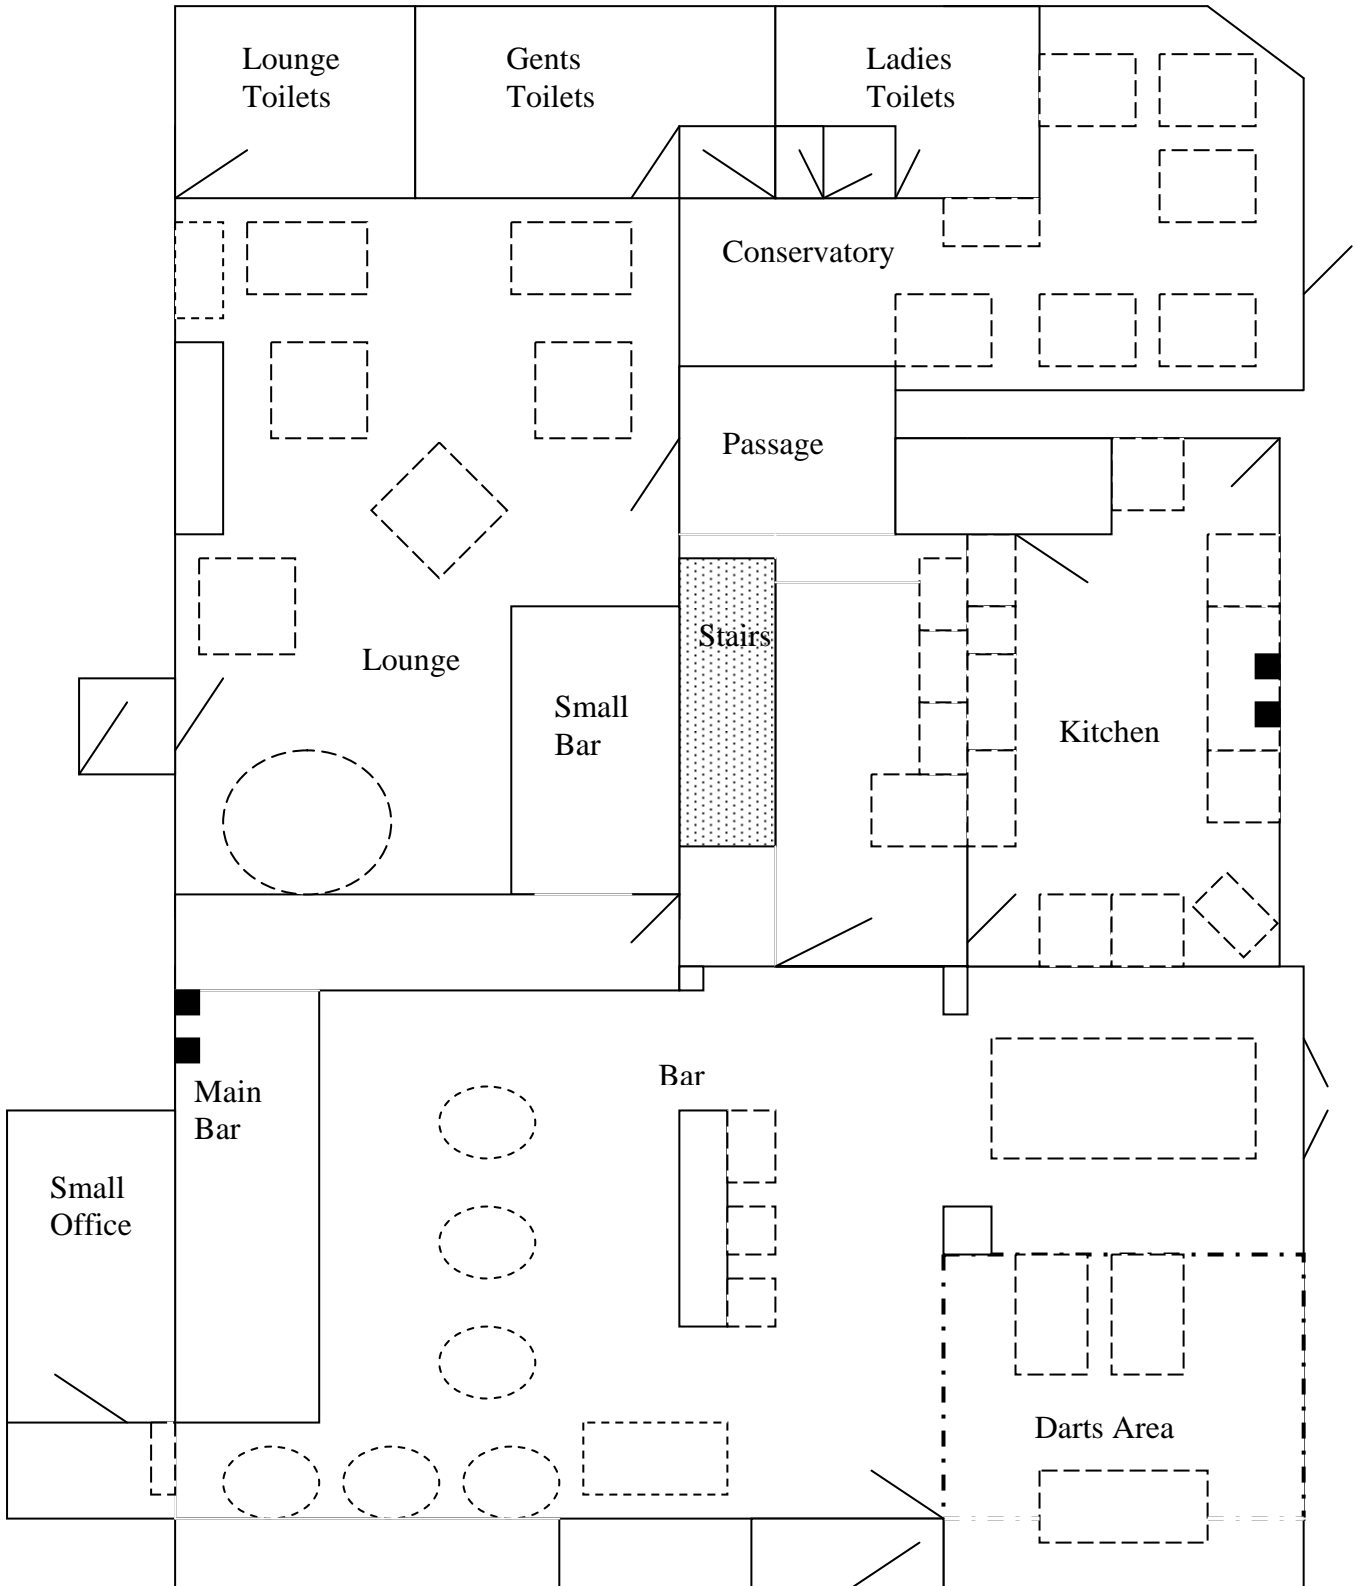 Lounge
Toilets
Gents
Toilets
Ladies
Toilets
Conservatory
Passage
Stairs
Lounge
Small
Bar
Kitchen
Bar
Main
Bar
Small
Office
Darts Area